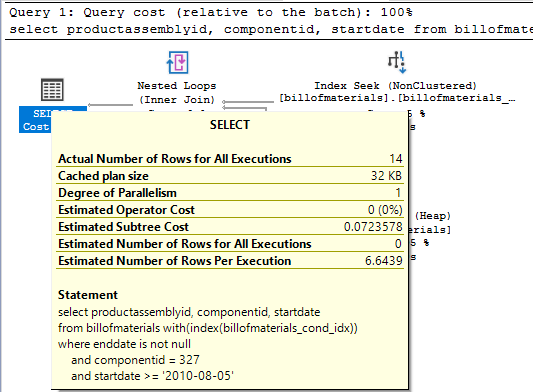 Query 1: Query cost (relative to the batch): 100%
select productassemblyid, componentid, startdate from billofmate
Nested Loops
(Inner Join)
Index Seek (NonClustered)
[billofmaterials].[billofmaterials_…
SELECT
Actual Number of Rows for All Executions 14
Cached plan size 32 KB
Degree of Parallelism 1
Estimated Operator Cost 0 (0%)
Estimated Subtree Cost 0.0723578
Estimated Number of Rows for All Executions 0
Estimated Number of Rows Per Execution 6.6439
Statement
select productassemblyid, componentid, startdate
from billofmaterials with(index(billofmaterials_cond_idx))
where enddate is not null
and componentid = 327
and startdate >= '2010-08-05'
Cost
(Heap)
erials]
5 %
s